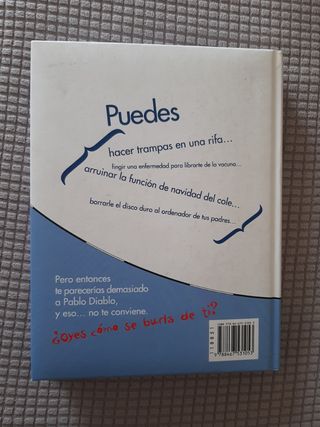 Puedes
hacer trampas en una rifa...
fingir una enfermedad para librarte de la vacuna...
arruinar la función de navidad del cole...
borrarle el disco duro al ordenador de tus padres...
Pero entonces
te parecerías demasiado
a Pablo Diablo,
y eso... no te conviene.
¿Oyes cómo se burla de ti?